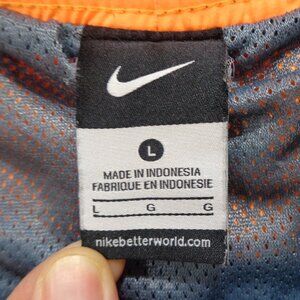 L
MADE IN INDONESIA
FABRIQUE EN INDONESIE
L G G
nikebetterworld.com